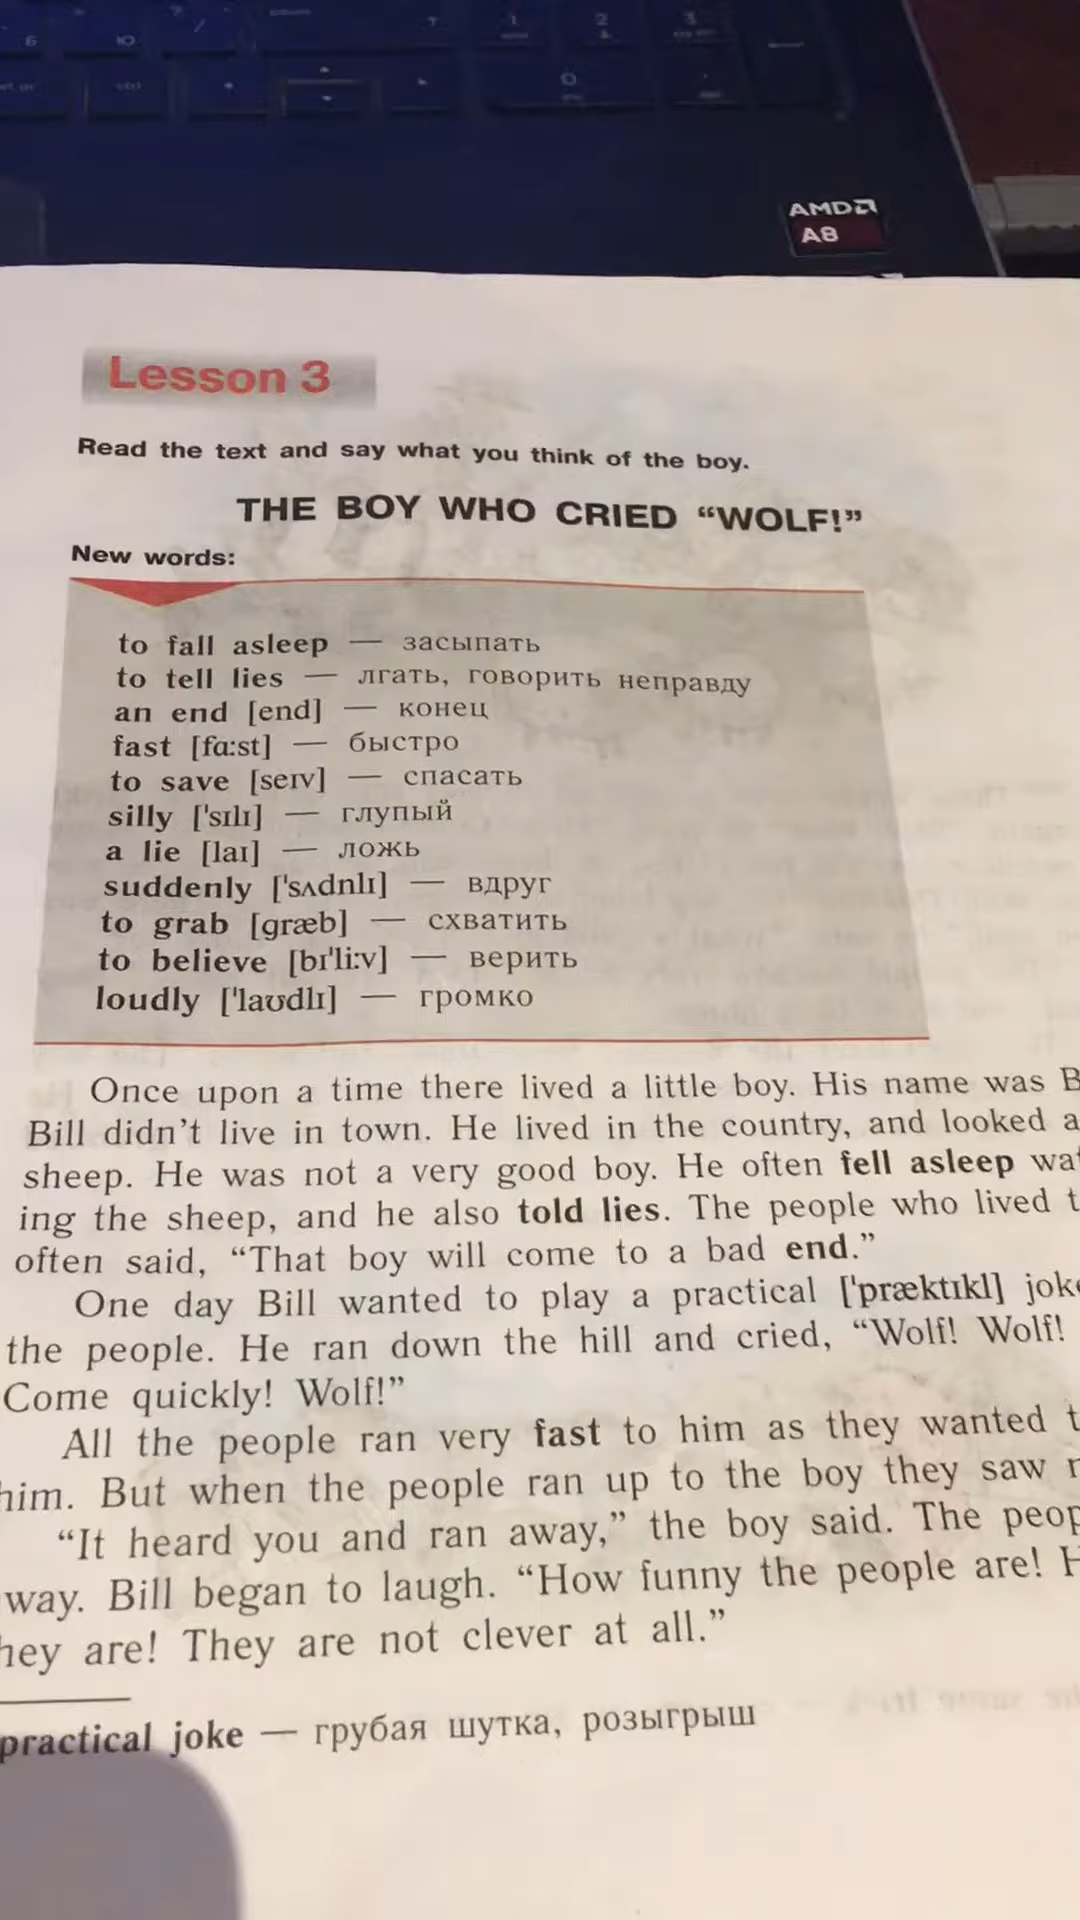 AMD
A8
Lesson 3
Read the text and say what you think of the boy.
THE BOY WHO CRIED “WOLF!”
New words:
to fall asleep — засыпать
to tell lies — лгать, говорить неправду
an end [end] — конец
fast [fɑ:st] — быстро
to save [seɪv] — спасать
silly ['sɪlɪ] — глупый
a lie [laɪ] — ложь
suddenly ['sʌdnlɪ] — вдруг
to grab [græb] — схватить
to believe [bɪ'li:v] — верить
loudly ['laʊdlɪ] — громко
Once upon a time there lived a little boy. His name was B
Bill didn’t live in town. He lived in the country, and looked a
sheep. He was not a very good boy. He often fell asleep wat
ing the sheep, and he also told lies. The people who lived t
often said, “That boy will come to a bad end.”
One day Bill wanted to play a practical ['præktɪkl] joke
the people. He ran down the hill and cried, “Wolf! Wolf!
Come quickly! Wolf!”
All the people ran very fast to him as they wanted t
him. But when the people ran up to the boy they saw n
“It heard you and ran away,” the boy said. The peop
way. Bill began to laugh. “How funny the people are! H
hey are! They are not clever at all.”
practical joke — грубая шутка, розыгрыш